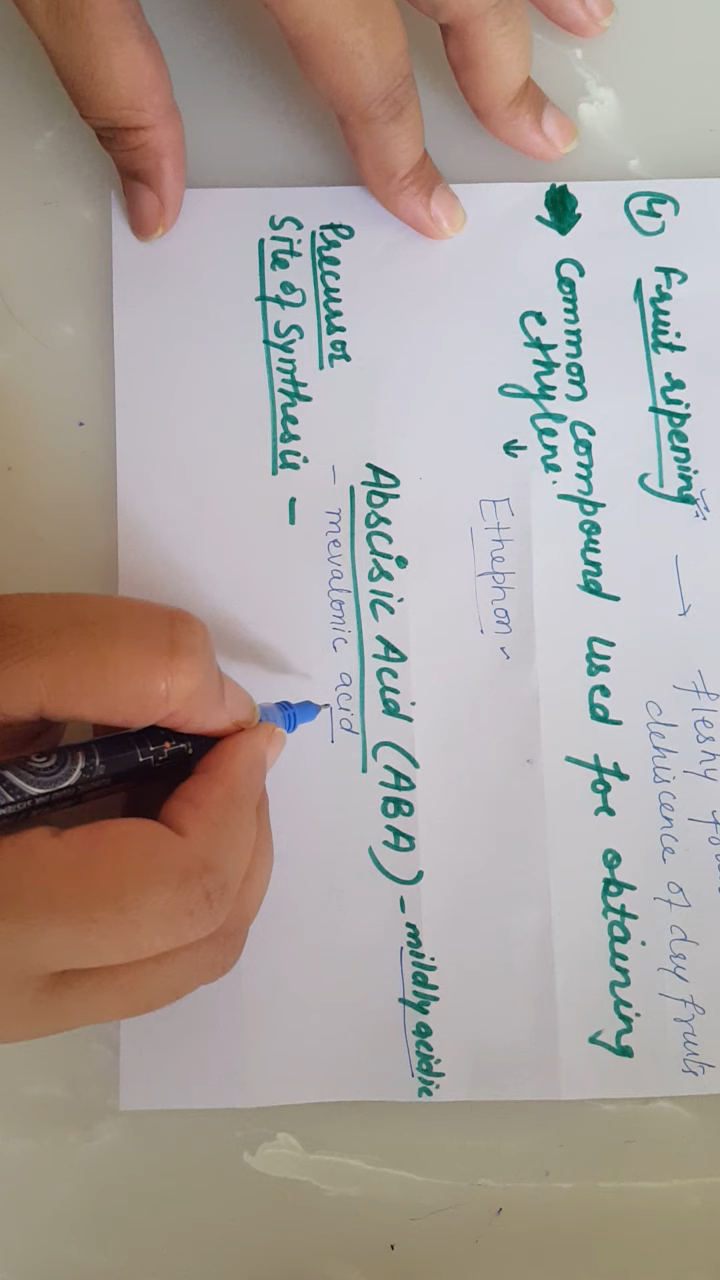 ④ Fruit ripening → fleshy
dehiscence of dry fruits
Common compound used for obtaining
ethylene.
↓
Ethephon
Abscisic Acid (ABA) - mildly acidic
Precursor - mevalonic acid
Site of Synthesis -